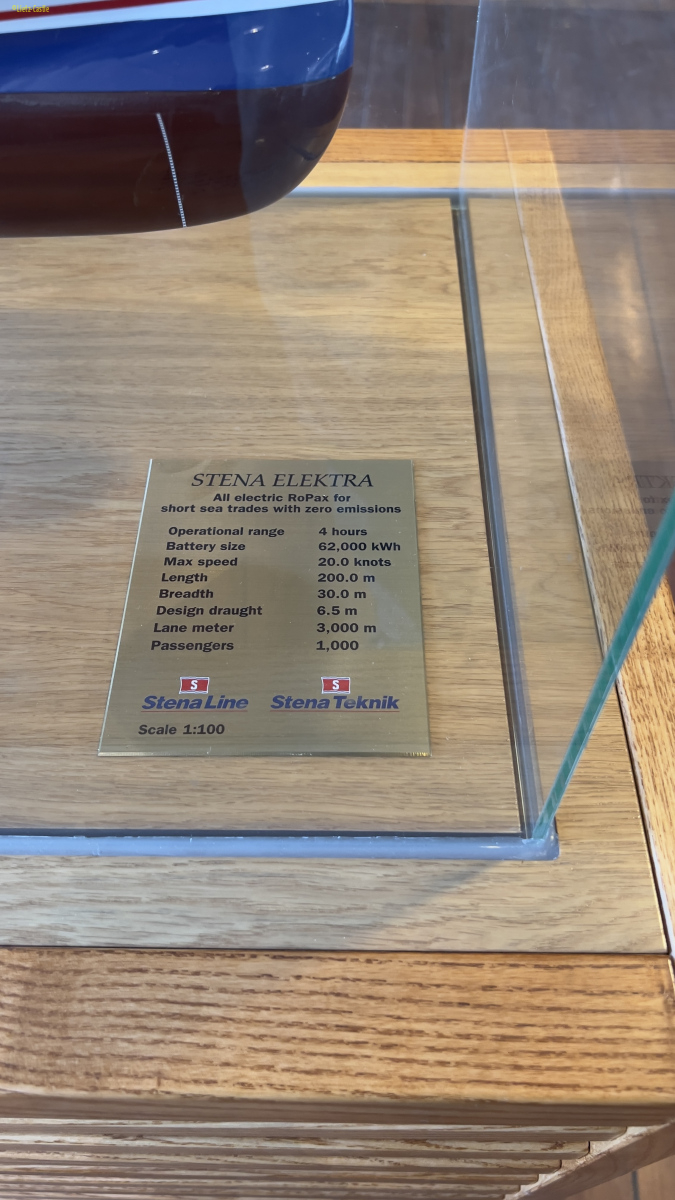 ©Lietz-Castle
STENA ELEKTRA
All electric RoPax for
short sea trades with zero emissions
Operational range 4 hours
Battery size 62,000 kWh
Max speed 20.0 knots
Length 200.0 m
Breadth 30.0 m
Design draught 6.5 m
Lane meter 3,000 m
Passengers 1,000
S S
Stena Line Stena Teknik
Scale 1:100